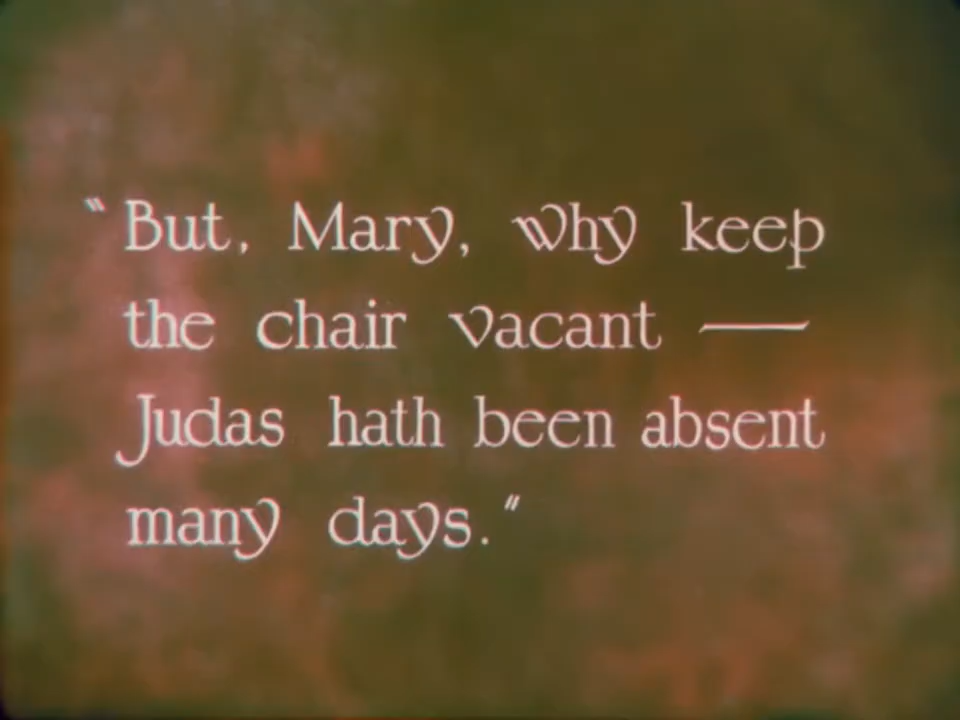 "But, Mary, why keep
the chair vacant —
Judas hath been absent
many days."